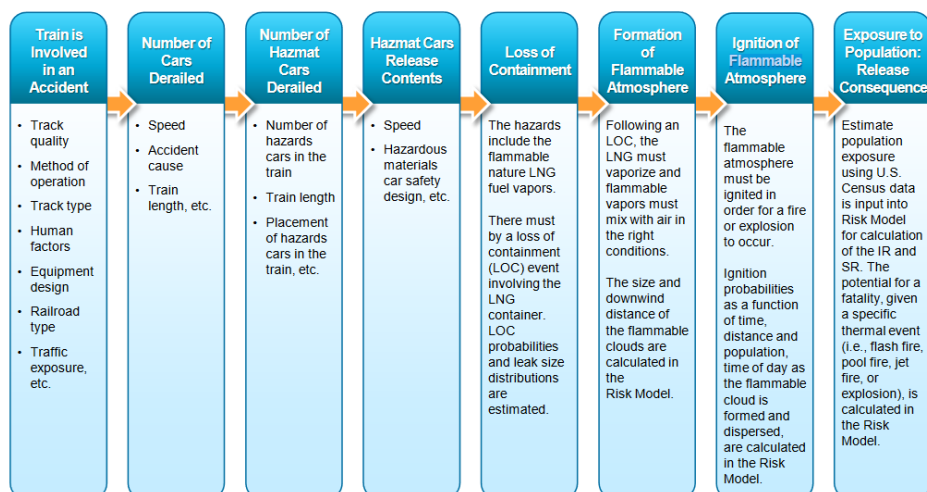 Train is
Involved
in an
Accident
• Track
quality
• Method of
operation
• Track type
• Human
factors
• Equipment
design
• Railroad
type
• Traffic
exposure,
etc.
Number of
Cars
Derailed
• Speed
• Accident
cause
• Train
length, etc.
Number of
Hazmat
Cars
Derailed
• Number of
hazards
cars in the
train
• Train length
• Placement
of hazards
cars in the
train, etc.
Hazmat Cars
Release
Contents
• Speed
• Hazardous
materials
car safety
design, etc.
Loss of
Containment
The hazards
include the
flammable
nature LNG
fuel vapors.
There must
by a loss of
containment
(LOC) event
involving the
LNG
container.
LOC
probabilities
and leak size
distributions
are
estimated.
Formation
of
Flammable
Atmosphere
Following an
LOC, the
LNG must
vaporize and
flammable
vapors must
mix with air in
the right
conditions.
The size and
downwind
distance of
the flammable
clouds are
calculated in
the
Risk Model.
Ignition of
Flammable
Atmosphere
The
flammable
atmosphere
must be
ignited in
order for a fire
or explosion
to occur.
Ignition
probabilities
as a function
of time,
distance and
population,
time of day as
the flammable
cloud is
formed and
dispersed,
are calculated
in the Risk
Model.
Exposure to
Population:
Release
Consequence
Estimate
population
exposure
using U.S.
Census data
is input into
Risk Model
for calculation
of the IR and
SR. The
potential for a
fatality, given
a specific
thermal event
(i.e., flash fire,
pool fire, jet
fire, or
explosion), is
calculated in
the Risk
Model.